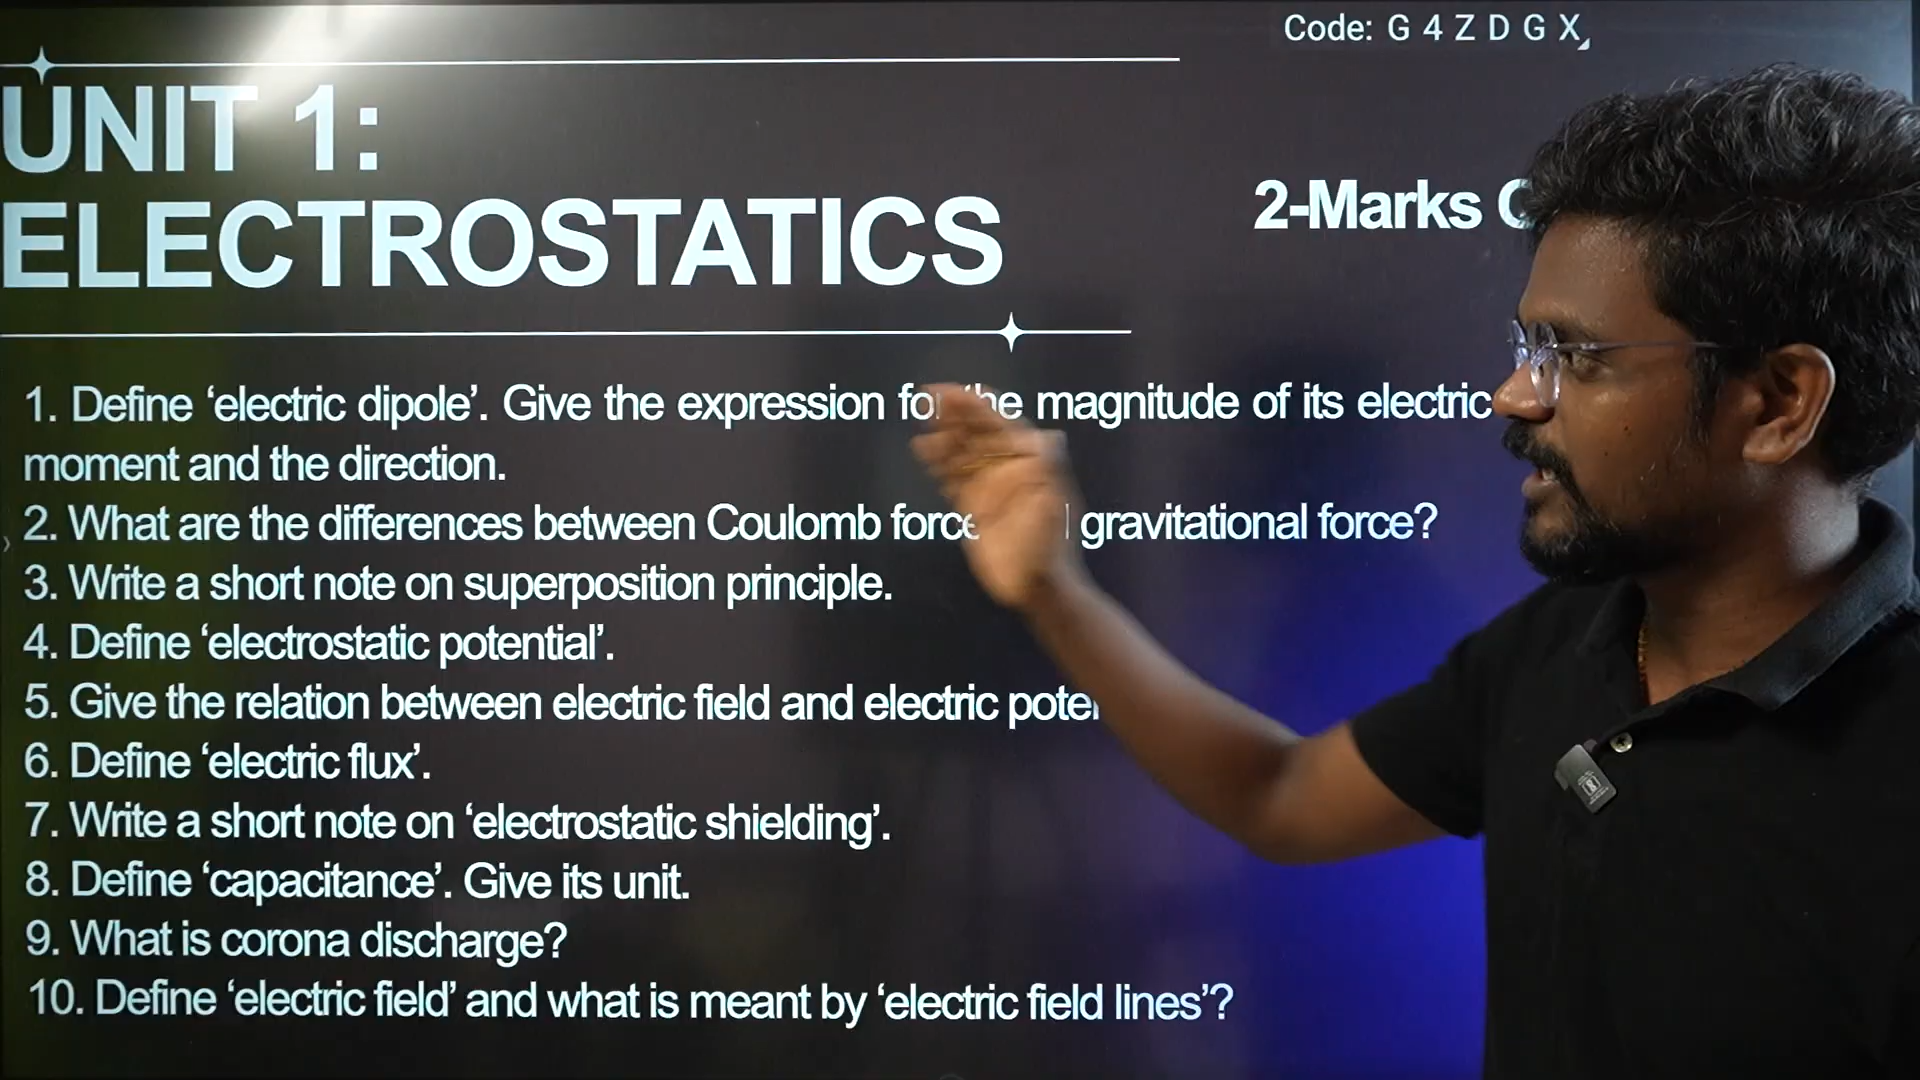 Code: G 4 Z D G X
UNIT 1:
ELECTROSTATICS
2-Marks
1. Define ‘electric dipole’. Give the expression for the magnitude of its electric
moment and the direction.
2. What are the differences between Coulomb force gravitational force?
3. Write a short note on superposition principle.
4. Define ‘electrostatic potential’.
5. Give the relation between electric field and electric
6. Define ‘electric flux’.
7. Write a short note on ‘electrostatic shielding’.
8. Define ‘capacitance’. Give its unit.
9. What is corona discharge?
10. Define ‘electric field’ and what is meant by ‘electric field lines’?